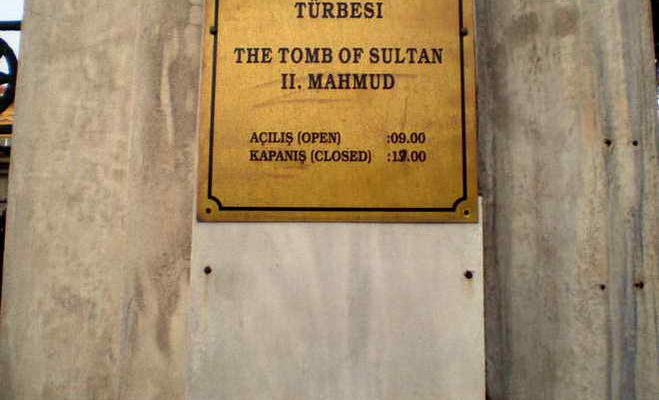 TÜRBESI
THE TOMB OF SULTAN
II. MAHMUD
AÇILIŞ (OPEN) :09.00
KAPANIŞ (CLOSED)